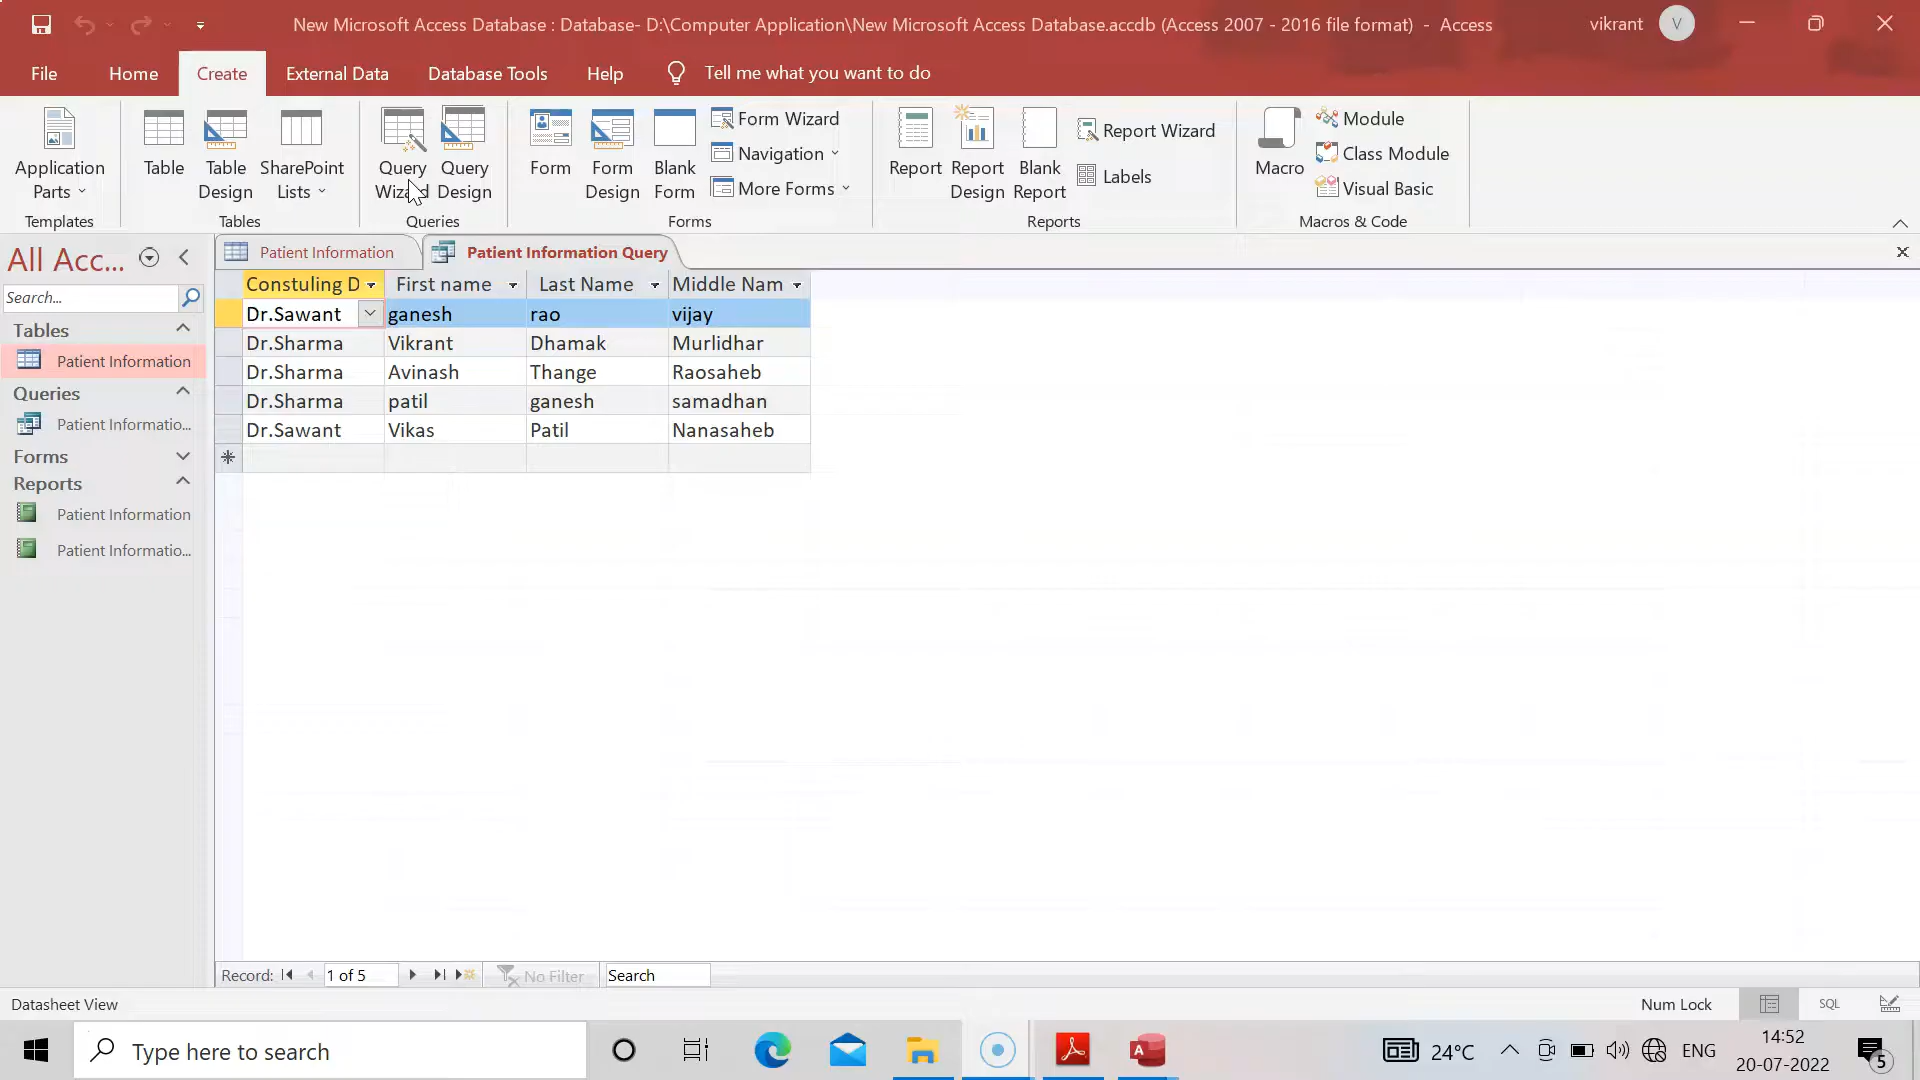 New Microsoft Access Database : Database- D:\Computer Application\New Microsoft Access Database.accdb (Access 2007 - 2016 file format) - Access
vikrant
V
File
Home
Create
External Data
Database Tools
Help
Tell me what you want to do
Application Parts
Templates
Table
Table Design
SharePoint Lists
Tables
Query Wizard
Query Design
Queries
Form
Form Design
Blank Form
Form Wizard
Navigation
More Forms
Forms
Report
Report Design
Blank Report
Report Wizard
Labels
Reports
Macro
Module
Class Module
Visual Basic
Macros & Code
All Acc...
Search...
Tables
Patient Information
Queries
Patient Informatio...
Forms
Reports
Patient Information
Patient Informatio...
Patient Information
Patient Information Query
Constuling D First name Last Name Middle Nam
Dr.Sawant ganesh rao vijay
Dr.Sharma Vikrant Dhamak Murlidhar
Dr.Sharma Avinash Thange Raosaheb
Dr.Sharma patil ganesh samadhan
Dr.Sawant Vikas Patil Nanasaheb
Record: 1 of 5 No Filter Search
Datasheet View
Num Lock
SQL
Type here to search
24°C
ENG
14:52
20-07-2022
5